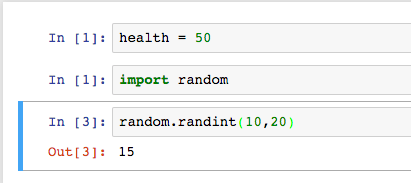 In [1]: health = 50
In [1]: import random
In [3]: random.randint(10,20)
Out[3]: 15